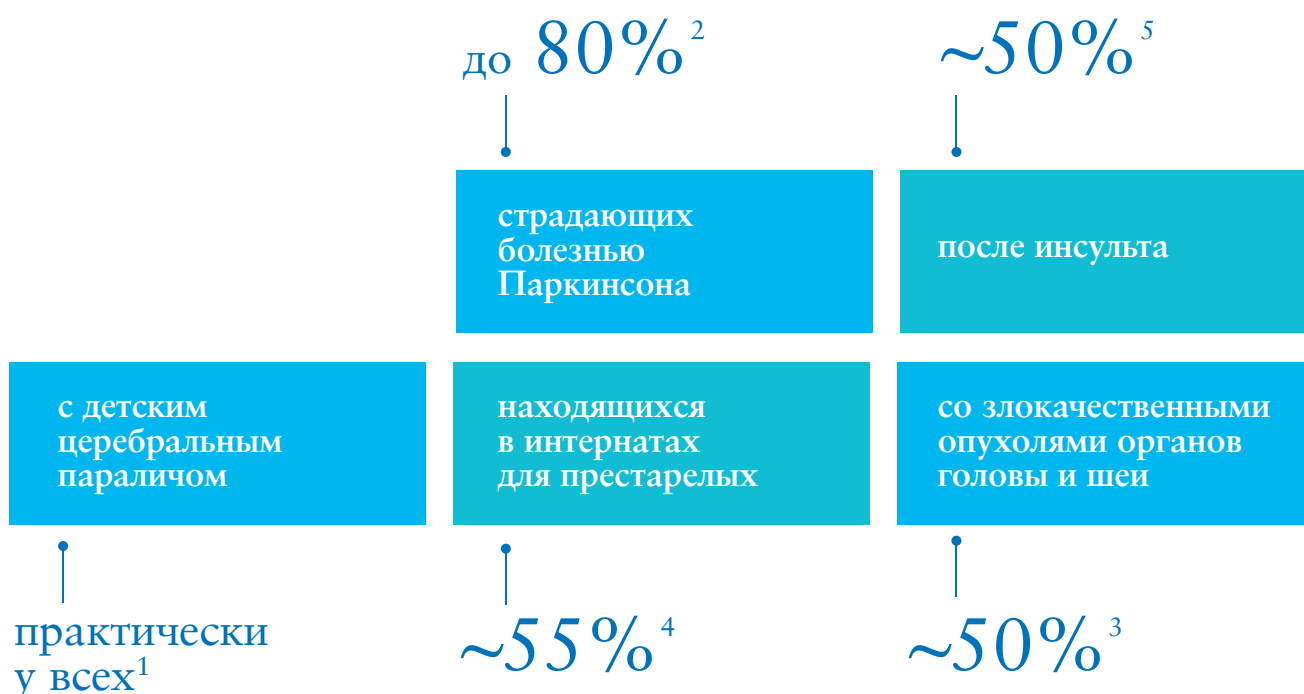 до 80%²
~50%⁵
страдающих
болезнью
Паркинсона
после инсульта
с детским
церебральным
параличом
находящихся
в интернатах
для престарелых
со злокачественными
опухолями органов
головы и шеи
практически
у всех¹
~55%⁴
~50%³